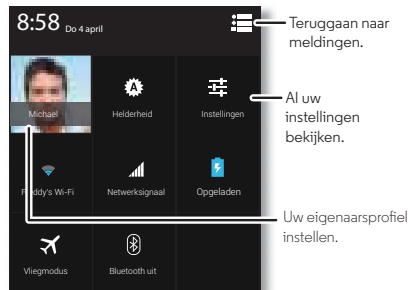 8:58 Do 4 april
Teruggaan naar
meldingen.
Michael
Helderheid
Instellingen
Al uw
instellingen
bekijken.
Freddy's Wi-Fi
Netwerksignaal
Opgeladen
Uw eigenaarsprofiel
instellen.
Vliegmodus
Bluetooth uit